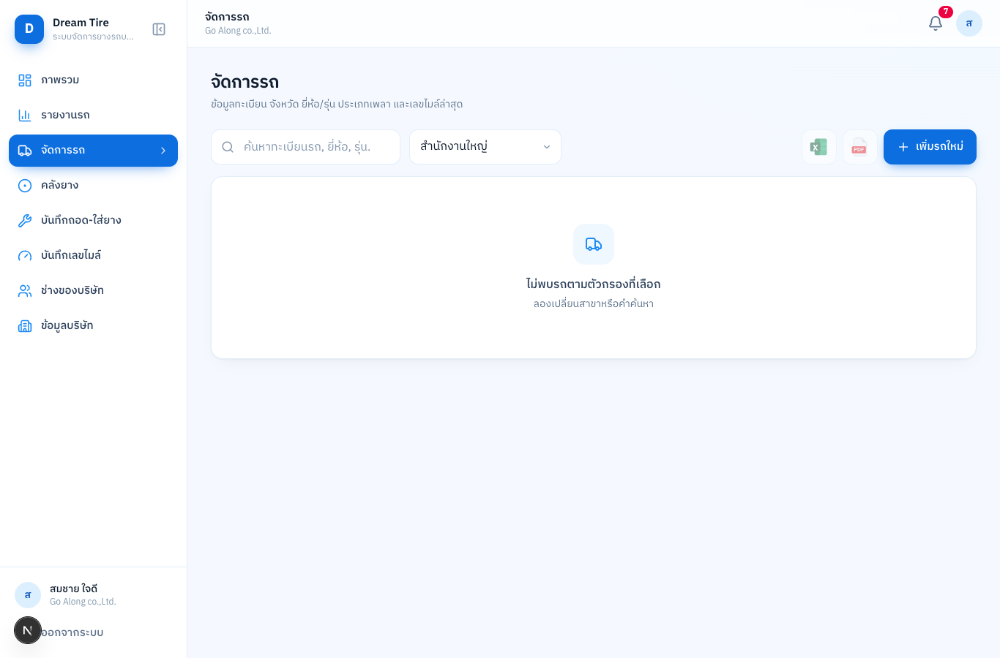 D
Dream Tire
ระบบจัดการยางรถบ...
ภาพรวม
รายงานรถ
จัดการรถ
คลังยาง
บันทึกถอด-ใส่ยาง
บันทึกเลขไมล์
ช่างของบริษัท
ข้อมูลบริษัท
ส
สมชาย ใจดี
Go Along co.,Ltd.
N
ออกจากระบบ
จัดการรถ
Go Along co.,Ltd.
7
ส
จัดการรถ
ข้อมูลทะเบียน จังหวัด ยี่ห้อ/รุ่น ประเภทเพลา และเลขไมล์ล่าสุด
ค้นหาทะเบียนรถ, ยี่ห้อ, รุ่น.
สำนักงานใหญ่
X
PDF
เพิ่มรถใหม่
ไม่พบรถตามตัวกรองที่เลือก
ลองเปลี่ยนสาขาหรือคำค้นหา